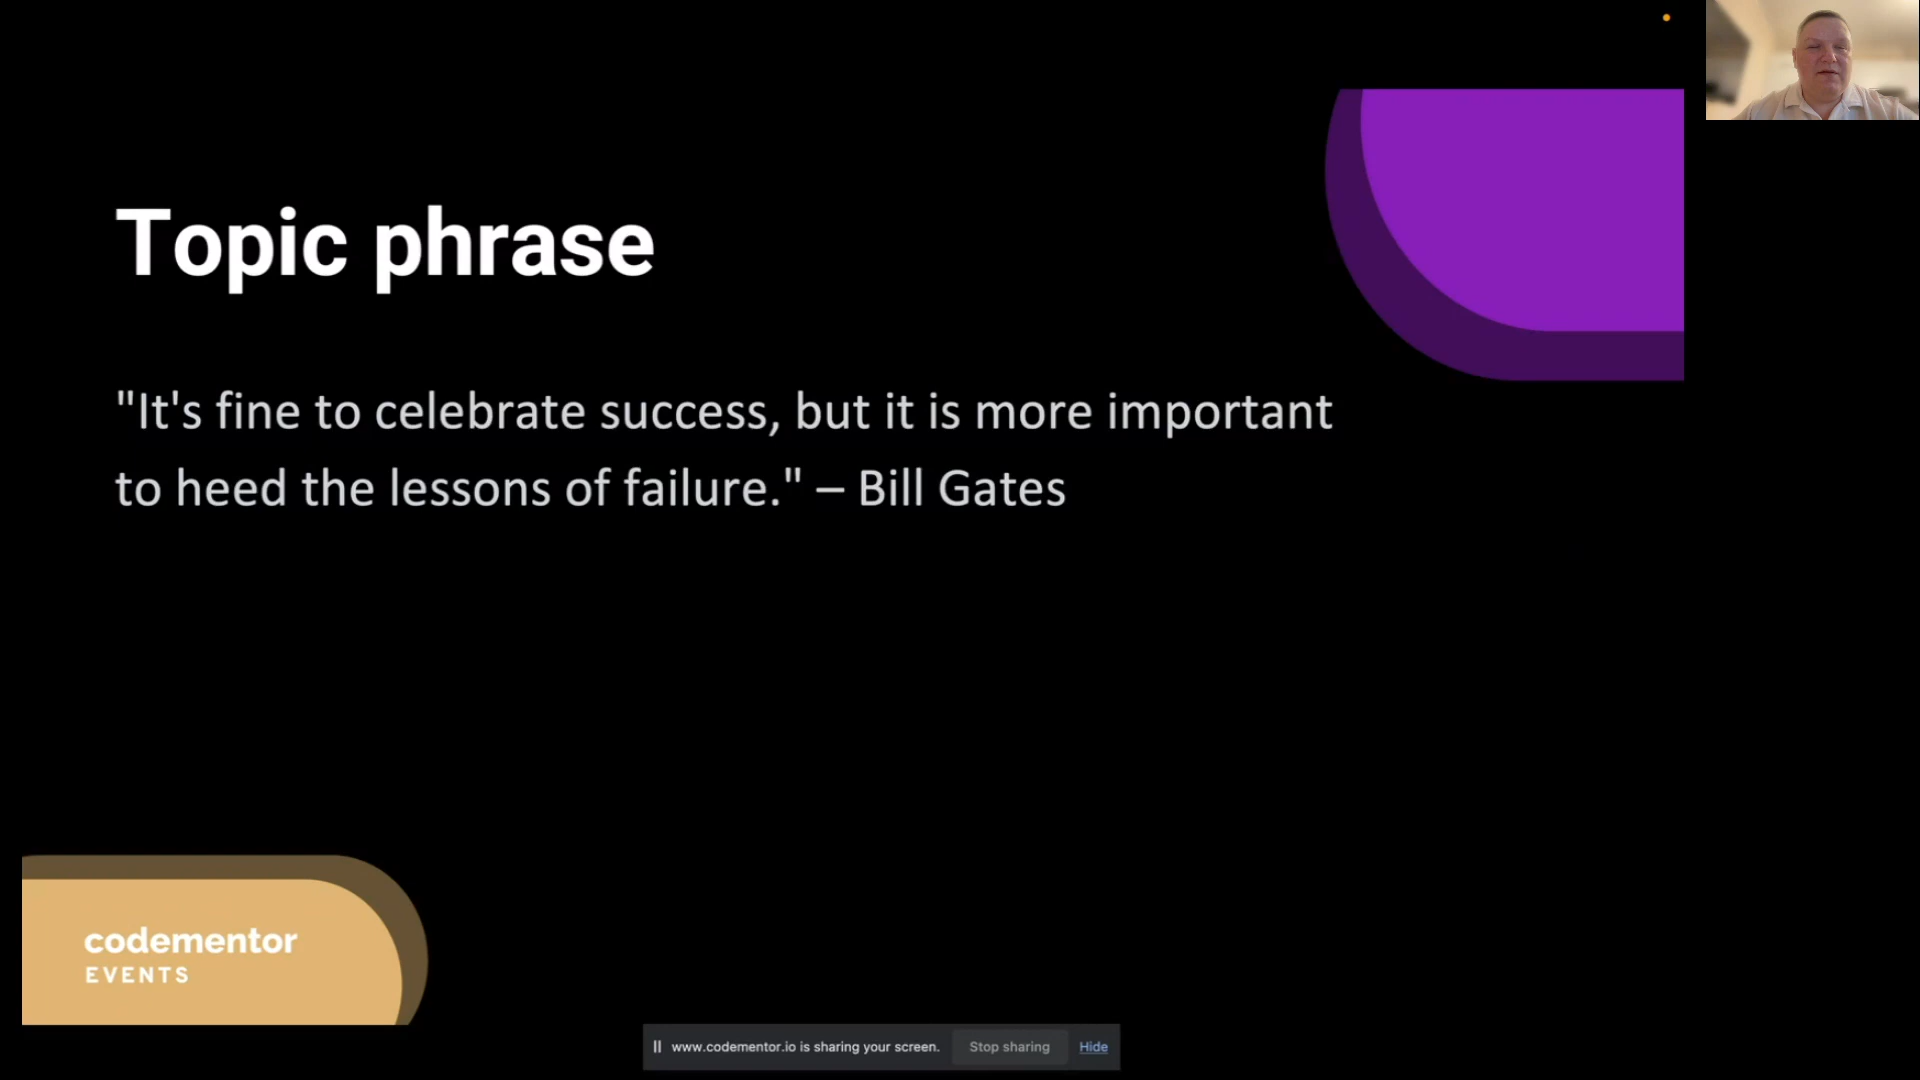 Topic phrase
"It's fine to celebrate success, but it is more important
to heed the lessons of failure." – Bill Gates
codementor
EVENTS
www.codementor.io is sharing your screen. Stop sharing Hide